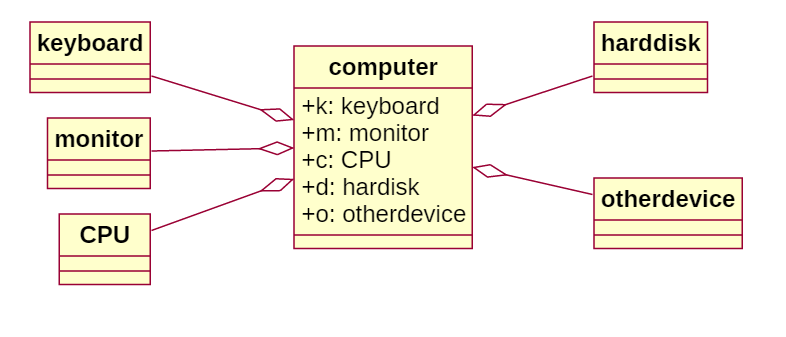 keyboard
monitor
CPU
computer
+k: keyboard
+m: monitor
+c: CPU
+d: hardisk
+o: otherdevice
harddisk
otherdevice